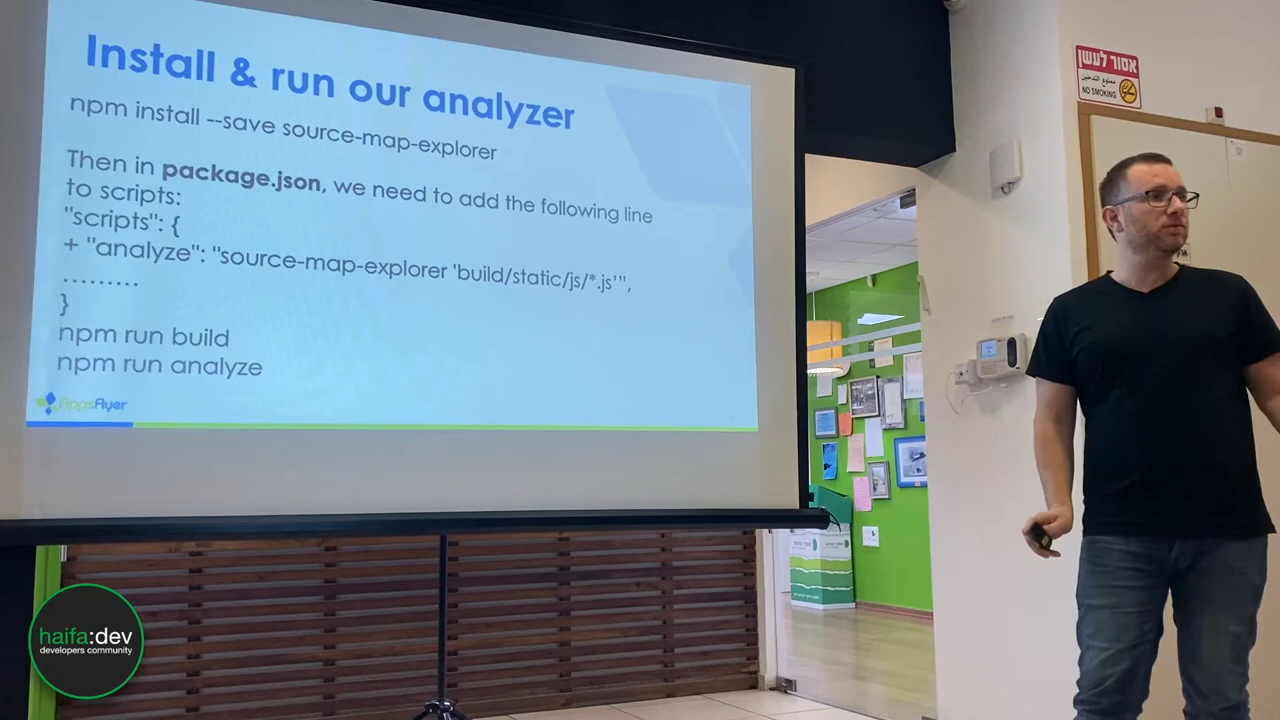 Install & run our analyzer
npm install --save source-map-explorer
Then in package.json, we need to add the following line
to scripts:
"scripts": {
+ "analyze": "source-map-explorer 'build/static/js/*.js'",
.........
}
npm run build
npm run analyze
AppsFlyer
אסור לעשן
ممنوع التدخين
NO SMOKING
haifa:dev
developers community